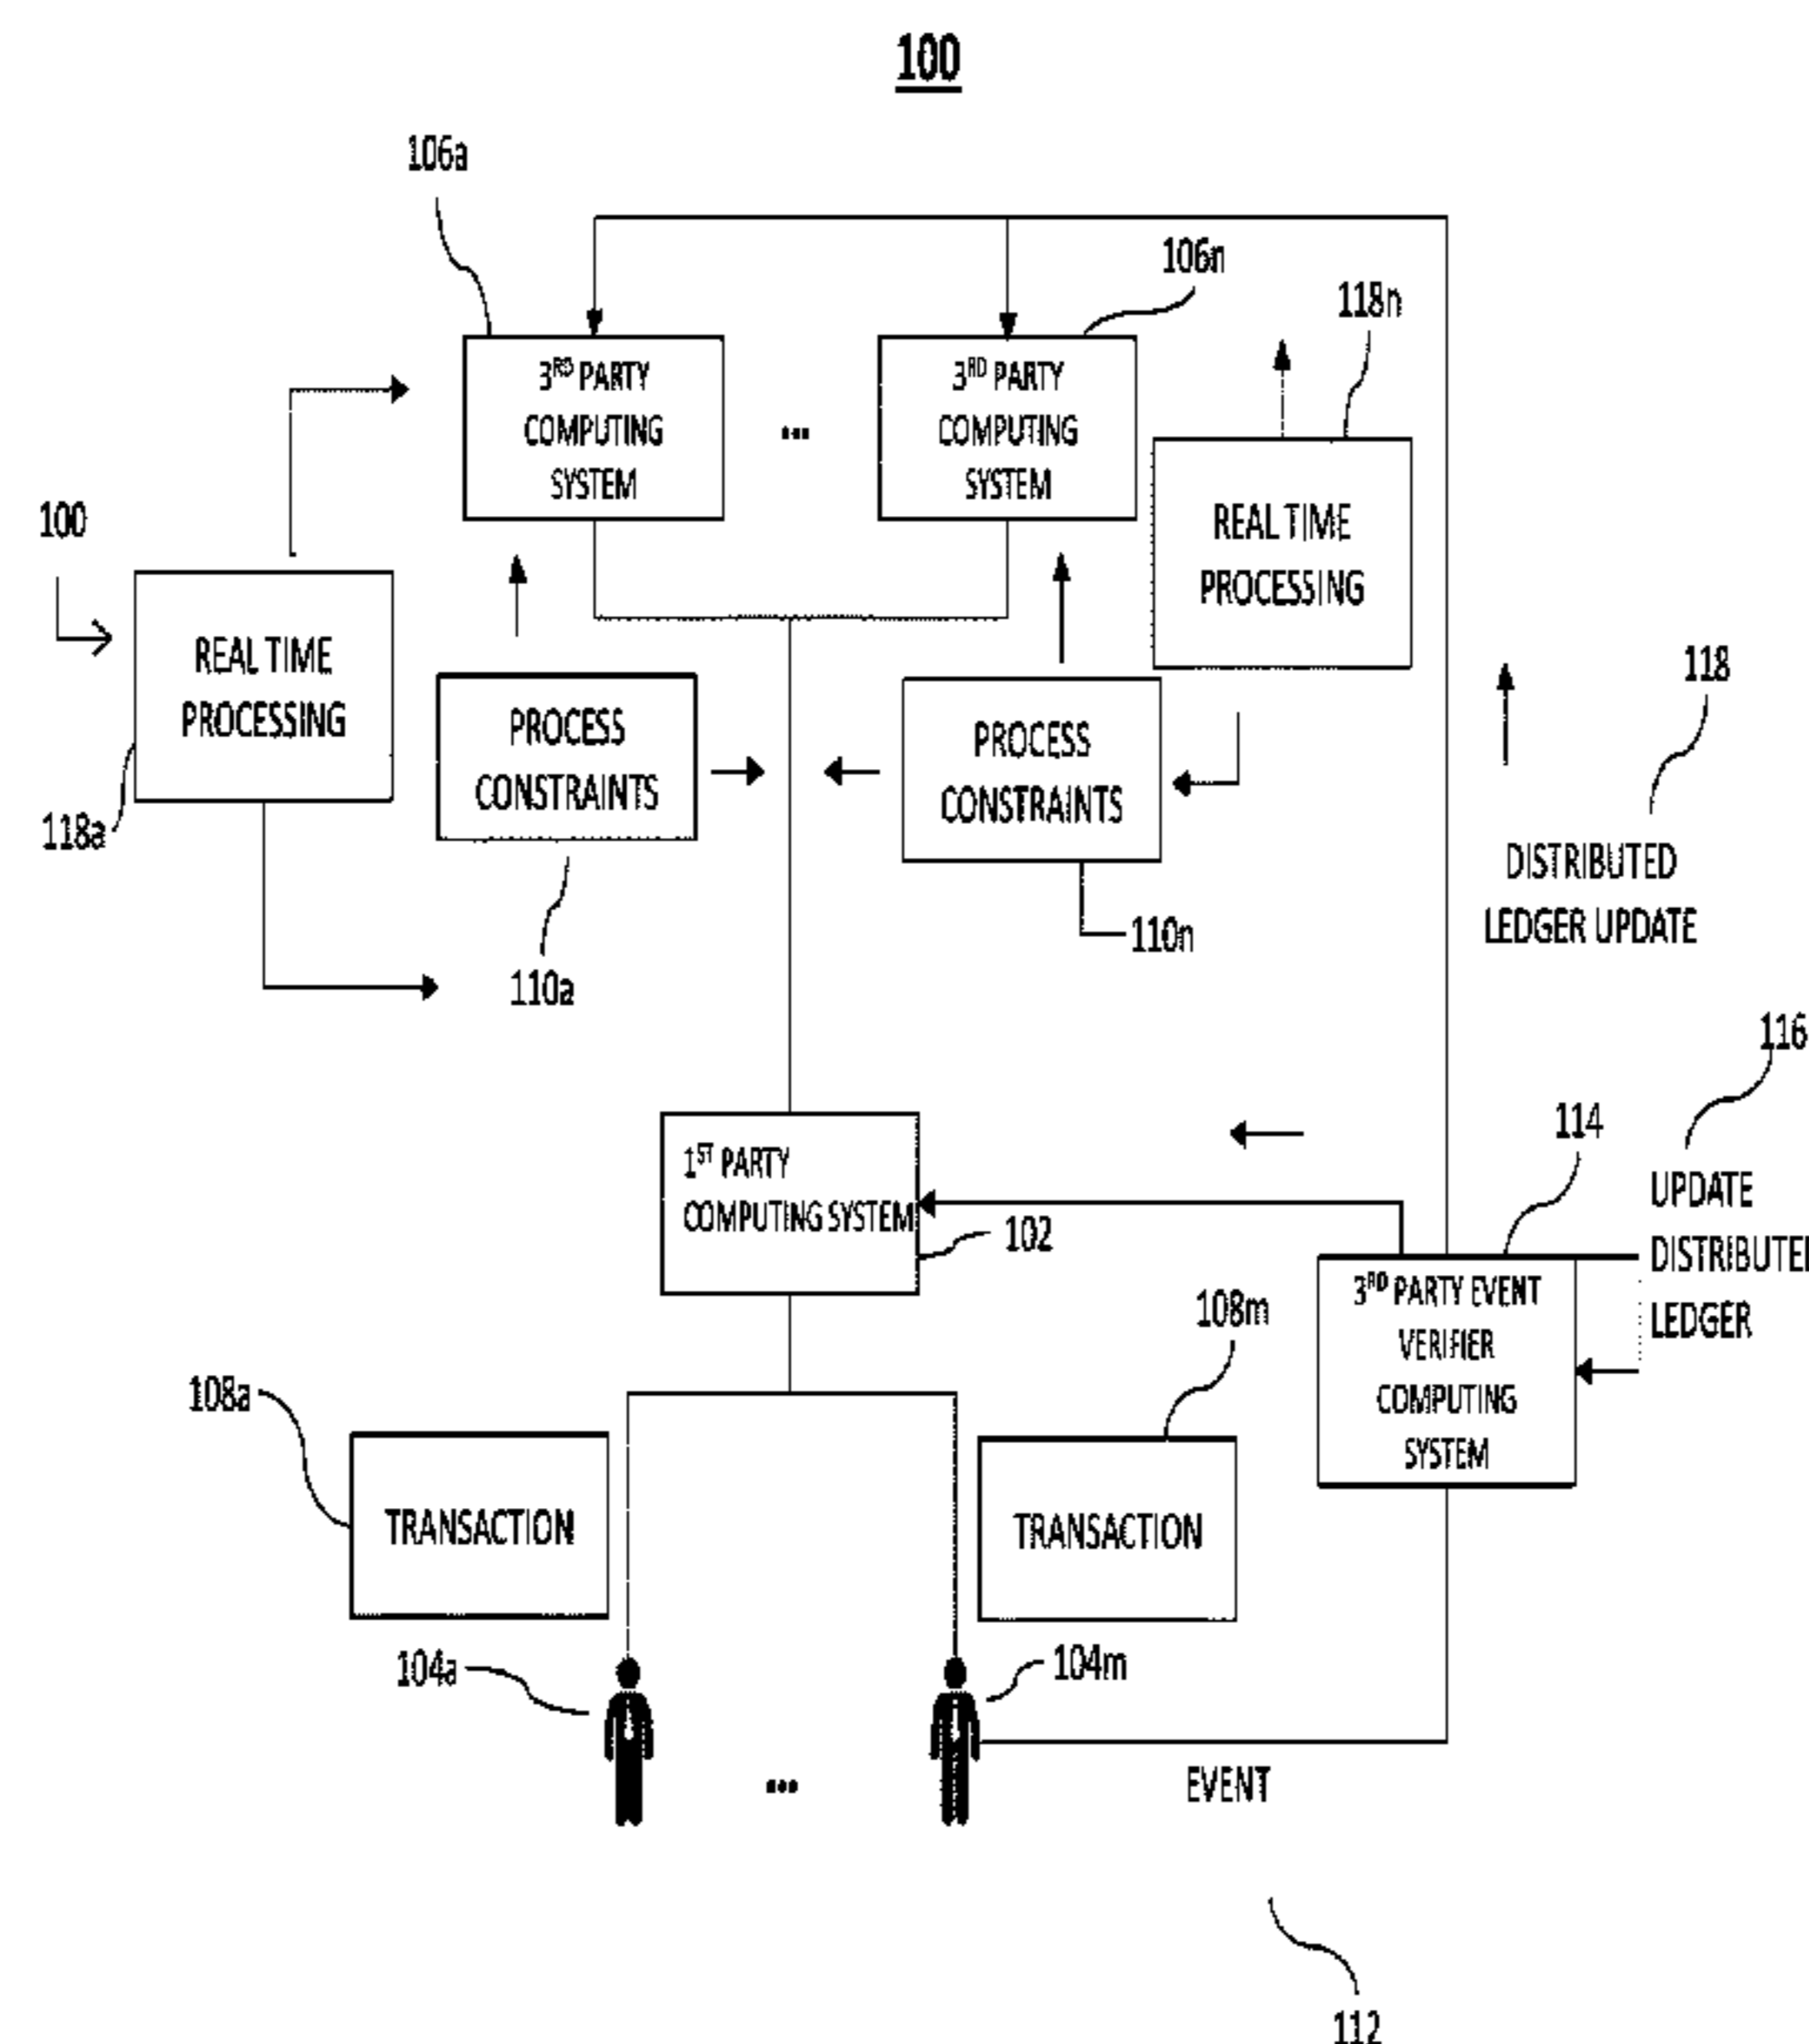 100
106a
106n
118n
3RD PARTY
COMPUTING
SYSTEM
...
3RD PARTY
COMPUTING
SYSTEM
REAL TIME
PROCESSING
100
REAL TIME
PROCESSING
118a
PROCESS
CONSTRAINTS
110a
PROCESS
CONSTRAINTS
110n
118
DISTRIBUTED
LEDGER UPDATE
116
UPDATE
DISTRIBUTE
LEDGER
114
1ST PARTY
COMPUTING SYSTEM
102
3RD PARTY EVENT
VERIFIER
COMPUTING
SYSTEM
108a
TRANSACTION
108m
TRANSACTION
104a
104m
...
EVENT
112